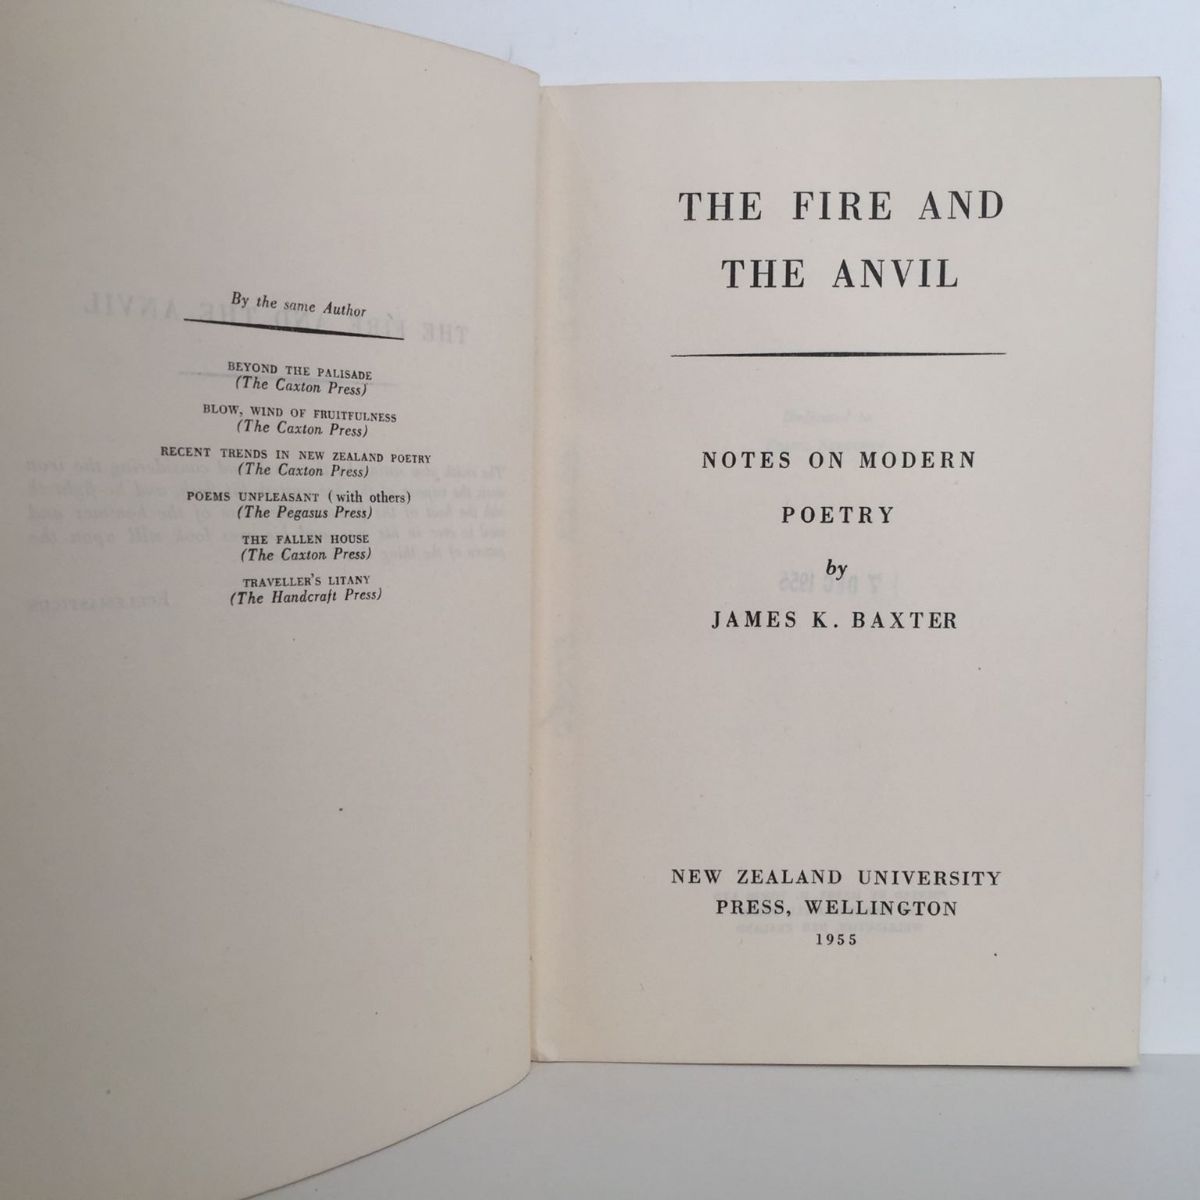 By the same Author
BEYOND THE PALISADE
(The Caxton Press)
BLOW, WIND OF FRUITFULNESS
(The Caxton Press)
RECENT TRENDS IN NEW ZEALAND POETRY
(The Caxton Press)
POEMS UNPLEASANT (with others)
(The Pegasus Press)
THE FALLEN HOUSE
(The Caxton Press)
TRAVELLER'S LITANY
(The Handcraft Press)
THE FIRE AND
THE ANVIL
NOTES ON MODERN
POETRY
by
JAMES K. BAXTER
NEW ZEALAND UNIVERSITY
PRESS, WELLINGTON
1955